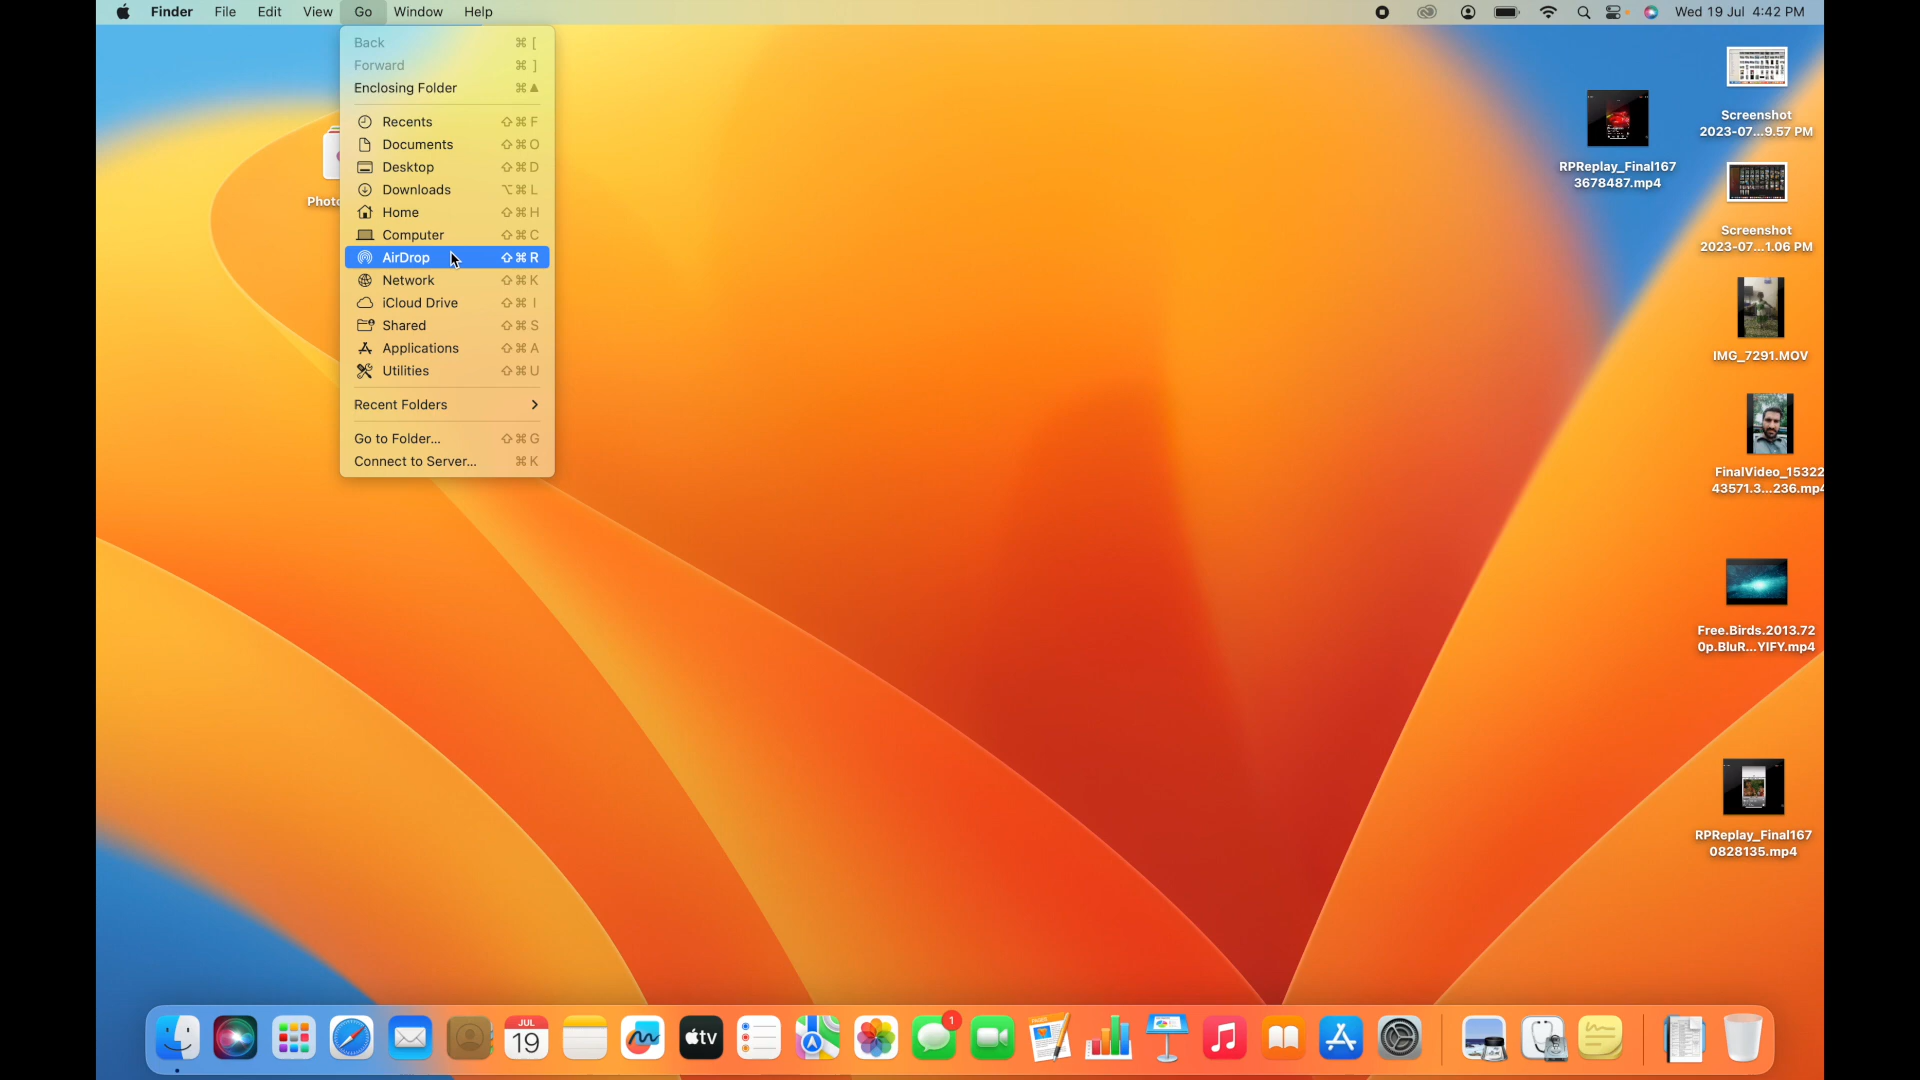 Finder File Edit View Go Window Help Wed 19 Jul 4:42 PM
Back ⌘ [
Forward ⌘ ]
Enclosing Folder ⌘▲
Recents ⇧⌘F
Documents ⇧⌘O
Desktop ⇧⌘D
Downloads ⌥⌘L
Home ⇧⌘H
Computer ⇧⌘C
AirDrop ⇧⌘R
Network ⇧⌘K
iCloud Drive ⇧⌘I
Shared ⇧⌘S
Applications ⇧⌘A
Utilities ⇧⌘U
Recent Folders
Go to Folder... ⇧⌘G
Connect to Server... ⌘K
Photo
RPReplay_Final167
3678487.mp4
Screenshot
2023-07...9.57 PM
Screenshot
2023-07...1.06 PM
IMG_7291.MOV
FinalVideo_15322
43571.3...236.mp4
Free.Birds.2013.72
0p.BluR...YIFY.mp4
RPReplay_Final167
0828135.mp4
JUL
19
tv
1
PAGES